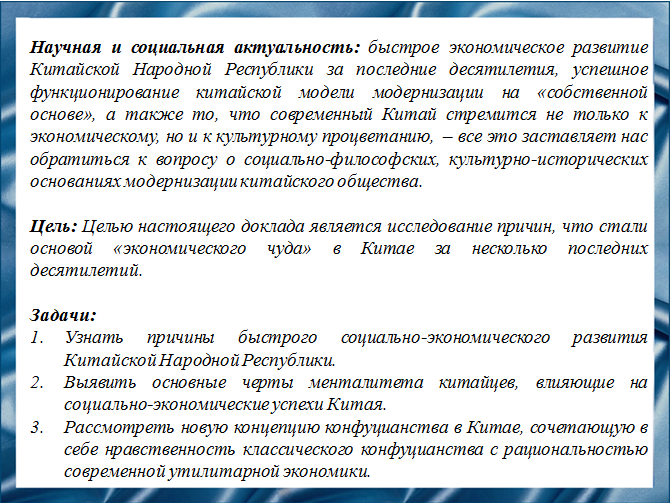 Научная и социальная актуальность: быстрое экономическое развитие
Китайской Народной Республики за последние десятилетия, успешное
функционирование китайской модели модернизации на «собственной
основе», а также то, что современный Китай стремится не только к
экономическому, но и к культурному процветанию, – все это заставляет нас
обратиться к вопросу о социально-философских, культурно-исторических
основаниях модернизации китайского общества.
Цель: Целью настоящего доклада является исследование причин, что стали
основой «экономического чуда» в Китае за несколько последних
десятилетий.
Задачи:
1. Узнать причины быстрого социально-экономического развития
Китайской Народной Республики.
2. Выявить основные черты менталитета китайцев, влияющие на
социально-экономические успехи Китая.
3. Рассмотреть новую концепцию конфуцианства в Китае, сочетающую в
себе нравственность классического конфуцианства с рациональностью
современной утилитарной экономики.